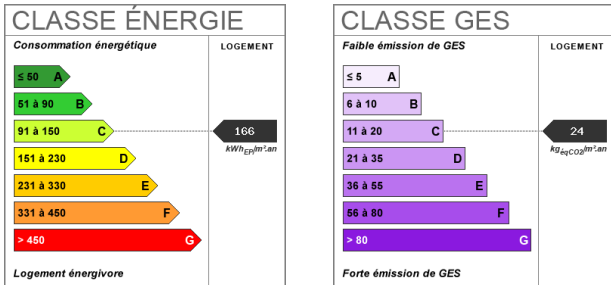 CLASSE ÉNERGIE
Consommation énergétique
LOGEMENT
≤ 50 A
51 à 90 B
91 à 150 C
166
kWhEP/m².an
151 à 230 D
231 à 330 E
331 à 450 F
> 450 G
Logement énergivore
CLASSE GES
Faible émission de GES
LOGEMENT
≤ 5 A
6 à 10 B
11 à 20 C
24
kgéqCO2/m².an
21 à 35 D
36 à 55 E
56 à 80 F
> 80 G
Forte émission de GES